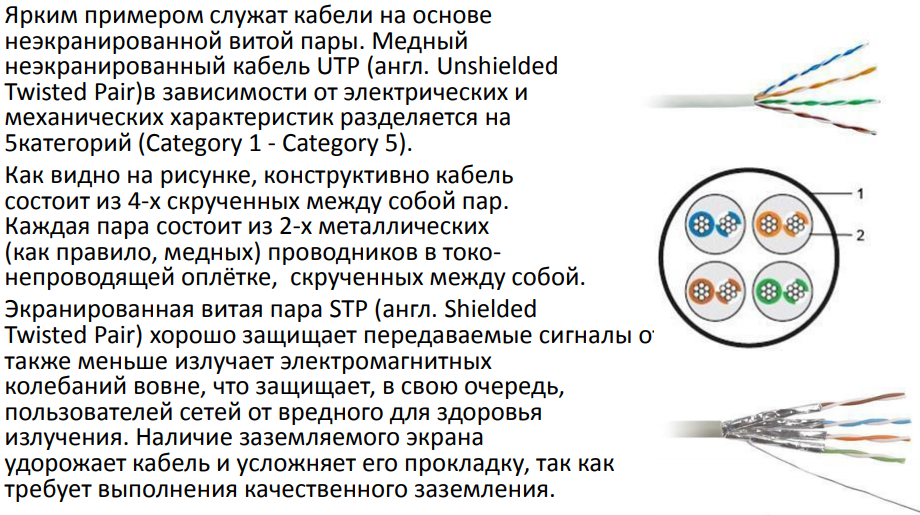 Ярким примером служат кабели на основе
неэкранированной витой пары. Медный
неэкранированный кабель UTP (англ. Unshielded
Twisted Pair)в зависимости от электрических и
механических характеристик разделяется на
5категорий (Category 1 - Category 5).
Как видно на рисунке, конструктивно кабель
состоит из 4-х скрученных между собой пар.
Каждая пара состоит из 2-х металлических
(как правило, медных) проводников в токо-
непроводящей оплётке, скрученных между собой.
Экранированная витая пара STP (англ. Shielded
Twisted Pair) хорошо защищает передаваемые сигналы от
также меньше излучает электромагнитных
колебаний вовне, что защищает, в свою очередь,
пользователей сетей от вредного для здоровья
излучения. Наличие заземляемого экрана
удорожает кабель и усложняет его прокладку, так как
требует выполнения качественного заземления.
1
2